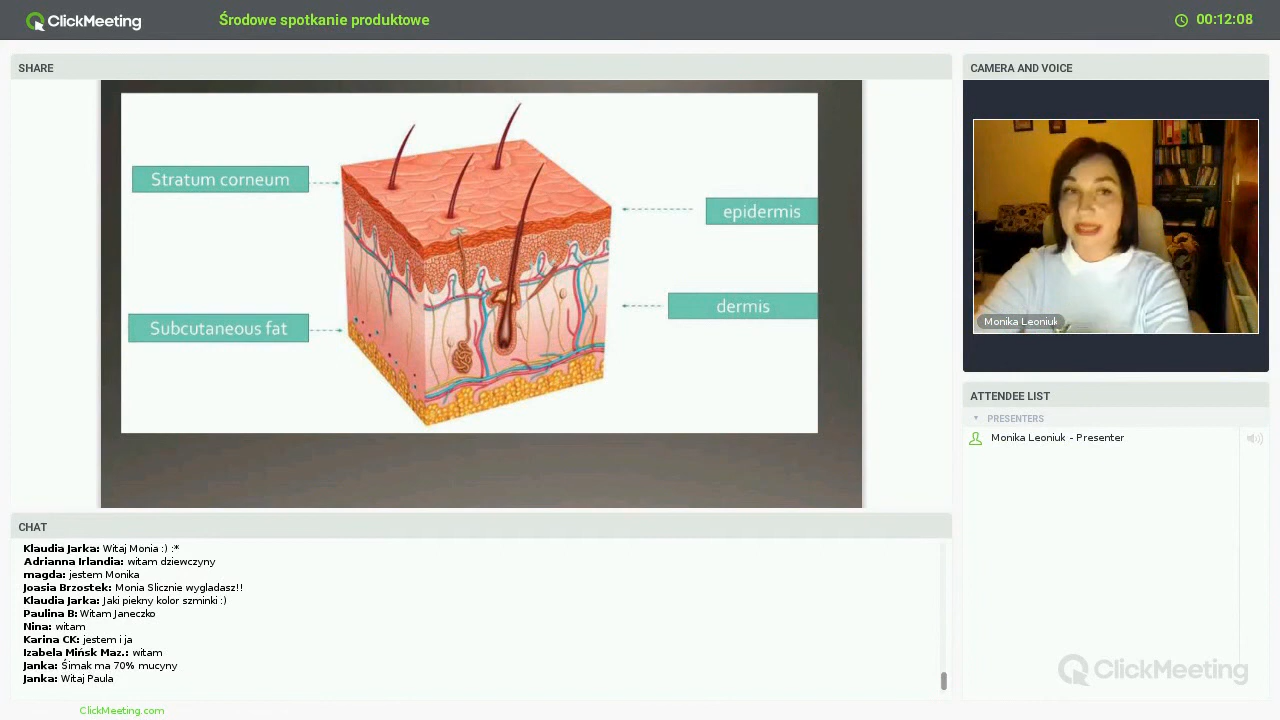 ClickMeeting
Środowe spotkanie produktowe
00:12:08
SHARE
Stratum corneum
epidermis
dermis
Subcutaneous fat
CAMERA AND VOICE
Monika Leoniuk
ATTENDEE LIST
PRESENTERS
Monika Leoniuk - Presenter
CHAT
Klaudia Jarka: Witaj Monia :) :*
Adrianna Irlandia: witam dziewczyny
magda: jestem Monika
Joasia Brzostek: Monia Slicznie wygladasz!!
Klaudia Jarka: Jaki piekny kolor szminki :)
Paulina B: Witam Janeczko
Nina: witam
Karina CK: jestem i ja
Izabela Mińsk Maz.: witam
Janka: Śimak ma 70% mucyny
Janka: Witaj Paula
ClickMeeting
ClickMeeting.com